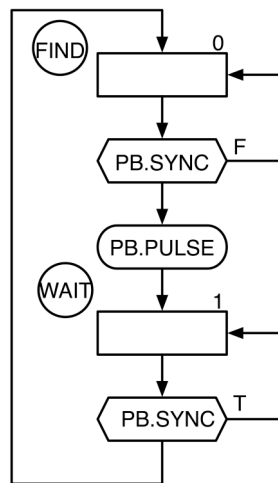 0
FIND
PB.SYNC
F
PB.PULSE
WAIT
1
PB.SYNC
T